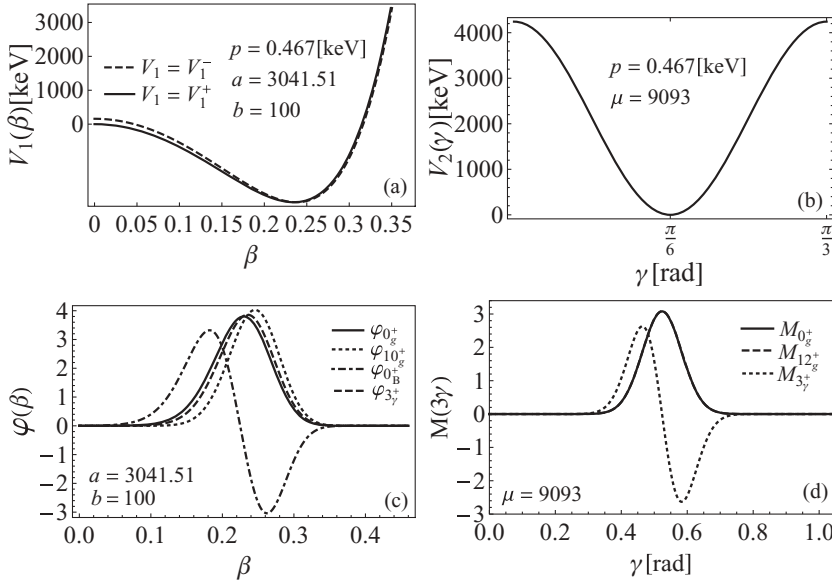 (a)
V₁(β)[keV]
3000
2000
1000
0
V₁ = V₁⁻
V₁ = V₁⁺
p = 0.467[keV]
a = 3041.51
b = 100
0 0.05 0.1 0.15 0.2 0.25 0.3 0.35
β
(b)
V₂(γ)[keV]
4000
3000
2000
1000
0
p = 0.467[keV]
μ = 9093
π/6 π/3
γ[rad]
(c)
φ(β)
4
3
2
1
0
−1
−2
−3
φ0g⁺
φ10g⁺
φ0B⁺
φ3γ⁺
a = 3041.51
b = 100
0.0 0.1 0.2 0.3 0.4
β
(d)
M(3γ)
3
2
1
0
−1
−2
−3
M0g⁺
M12g⁺
M3γ⁺
μ = 9093
0.0 0.2 0.4 0.6 0.8 1.0
γ[rad]